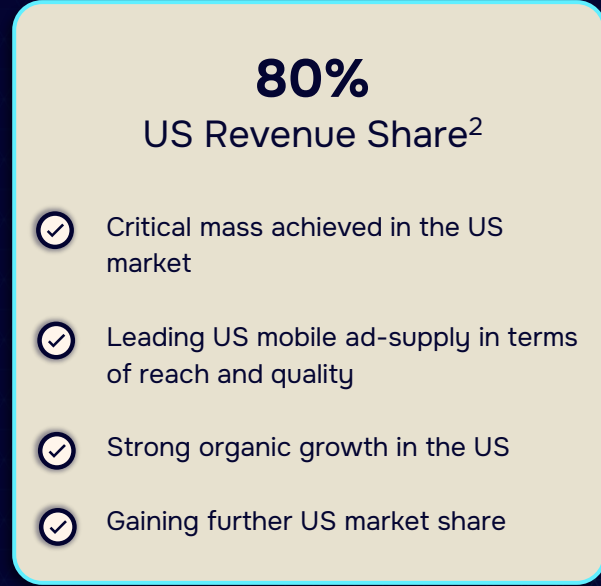 80%
US Revenue Share²
Critical mass achieved in the US
market
Leading US mobile ad-supply in terms
of reach and quality
Strong organic growth in the US
Gaining further US market share